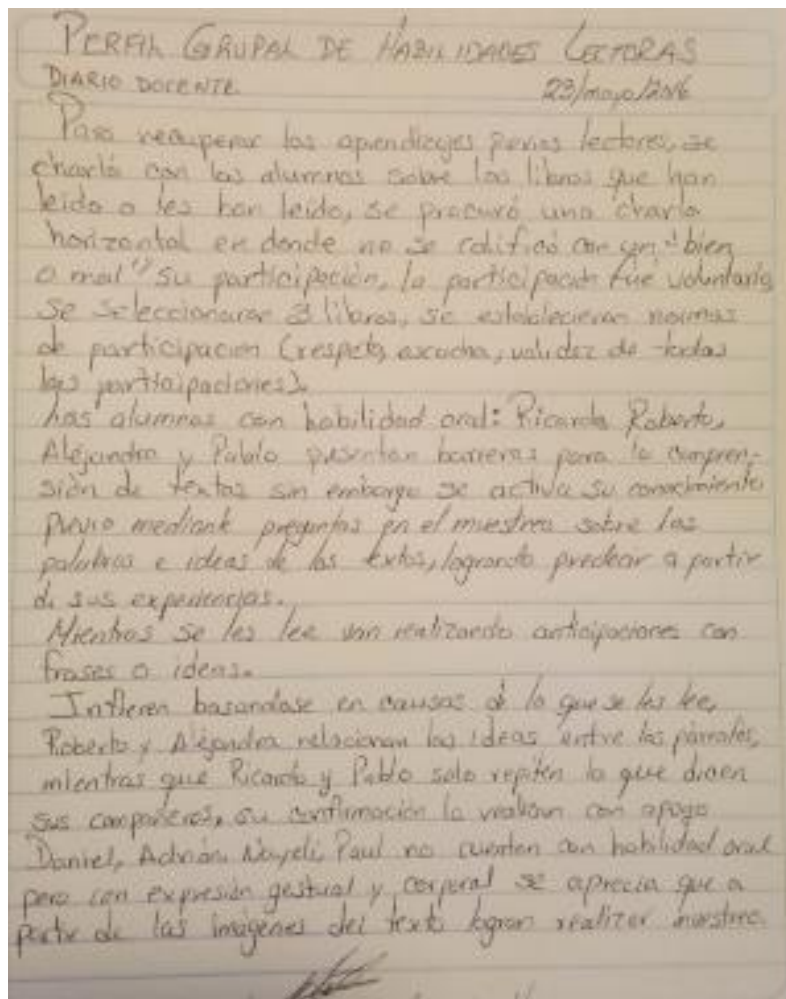 PERFIL GRUPAL DE HABILIDADES LECTORAS
DIARIO DOCENTE 23/mayo/2016
Para recuperar los aprendizajes previos lectores, se
charló con los alumnos sobre los libros que han
leido o les han leido, se procuró una charla
horizontal en donde no se calificó con un "bien
o mal" su participación, la participación fue voluntaria
se seleccionaron 3 libros, se establecieron normas
de participación (respeto, escucha, validez de todas
las participaciones).
Los alumnos con habilidad oral: Ricardo, Roberto,
Alejandra y Pablo presentan barreras para la compren-
sión de textos sin embargo se activa su conocimiento
previo mediante preguntas en el muestreo sobre las
palabras e ideas de los textos, logrando predecir a partir
de sus experiencias.
Mientras se les lee van realizando anticipaciones con
frases o ideas.
Infieren basandose en causas de lo que se les lee,
Roberto y Alejandra relacionan las ideas entre los párrafos,
mientras que Ricardo y Pablo solo repiten lo que dicen
sus compañeros, su confirmación la realizan con apoyo
Daniel, Adrián, Nayeli, Paul no cuentan con habilidad oral
pero con expresión gestual y corporal se aprecia que a
partir de las imágenes del texto logran realizar muestreo